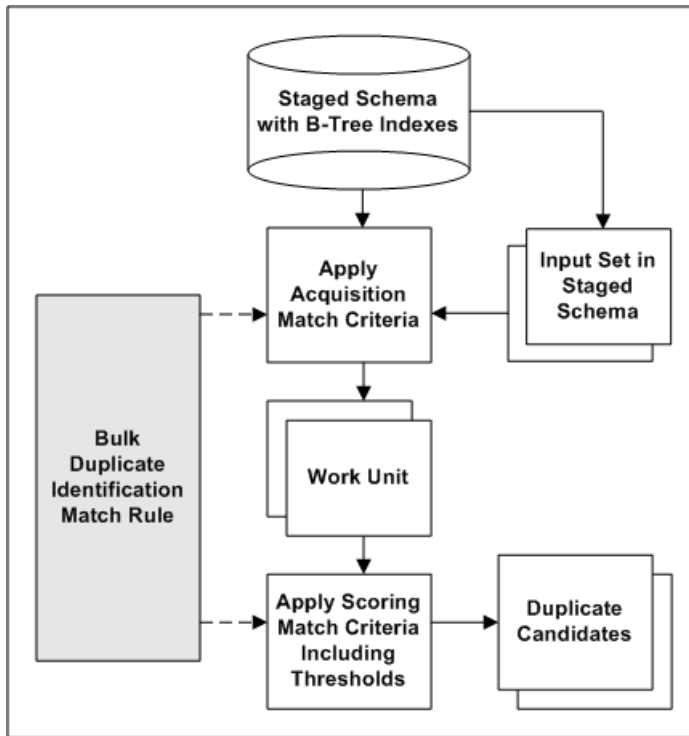 Staged Schema
with B-Tree Indexes
Apply
Acquisition
Match Criteria
Input Set in
Staged
Schema
Bulk
Duplicate
Identification
Match Rule
Work Unit
Apply Scoring
Match Criteria
Including
Thresholds
Duplicate
Candidates